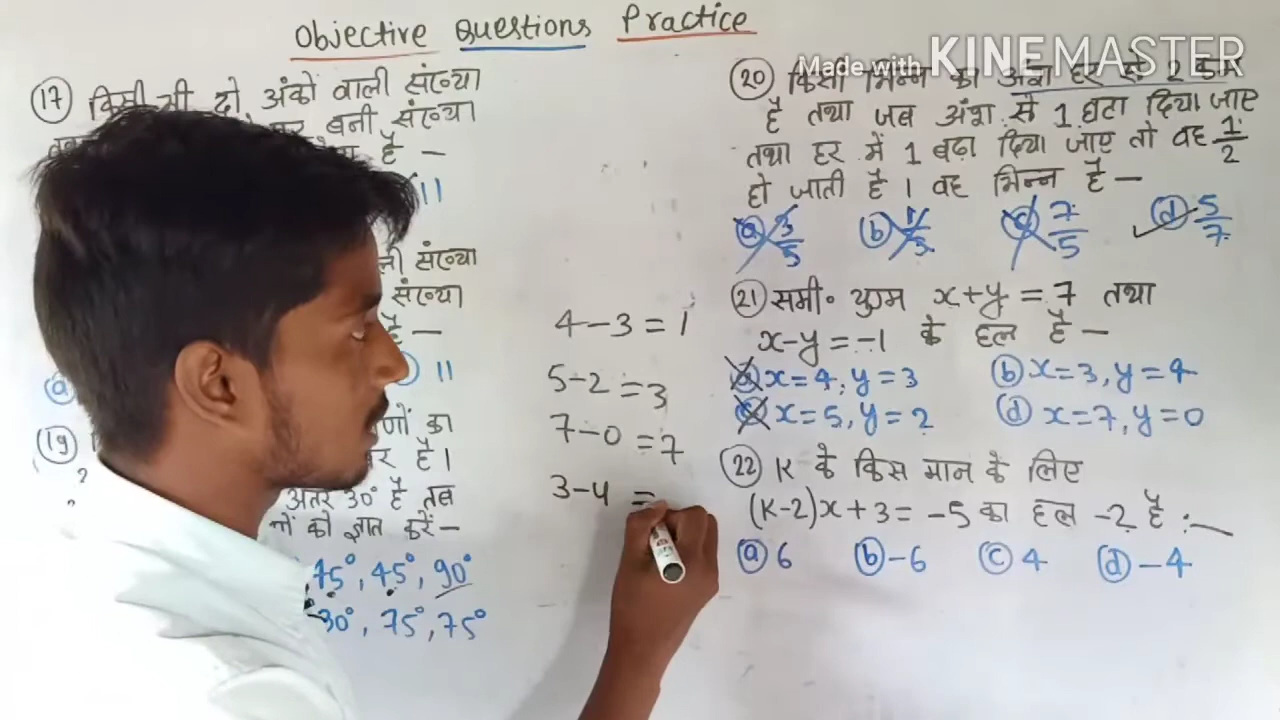 Objective Questions Practice
Made with KINEMASTER
17 किसी भी दो अंकों वाली संख्या
बनी संख्या
है —
11
संख्या
संख्या
है —
a 11
19 का
है।
?
अंतर 30° है तब
को ज्ञात करें —
75°, 45°, 90°
30°, 75°, 75°
4-3 = 1
5-2 = 3
7-0 = 7
3-4 =
20 किसी भिन्न का अंश हर से 2 कम
है तथा जब अंश से 1 घटा दिया जाए
तथा हर में 1 बढ़ा दिया जाए तो वह 1/2
हो जाती है । वह भिन्न है —
a 3/5 b 1/3 c 7/5 d 5/7
21 समी० युग्म x+y = 7 तथा
x-y = -1 के हल है —
a x=4, y=3 b x=3, y=4
c x=5, y=2 d x=7, y=0
22 K के किस मान के लिए
(K-2)x+3 = -5 का हल -2 है :—
a 6 b -6 c 4 d -4